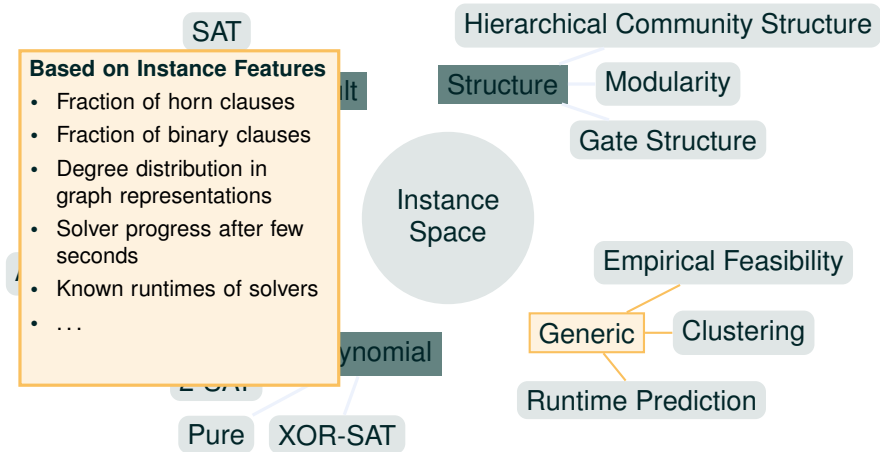 SAT
Hierarchical Community Structure
Based on Instance Features
• Fraction of horn clauses
• Fraction of binary clauses
• Degree distribution in
graph representations
• Solver progress after few
seconds
• Known runtimes of solvers
• ...
Structure
Modularity
Gate Structure
Instance
Space
Empirical Feasibility
Generic
Clustering
Runtime Prediction
Pure
XOR-SAT